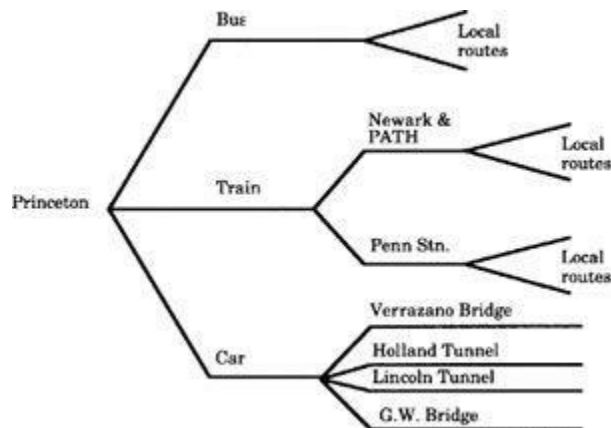 Bus
Local
routes
Newark &
PATH
Local
routes
Train
Princeton
Penn Stn.
Local
routes
Verrazano Bridge
Holland Tunnel
Car
Lincoln Tunnel
G.W. Bridge